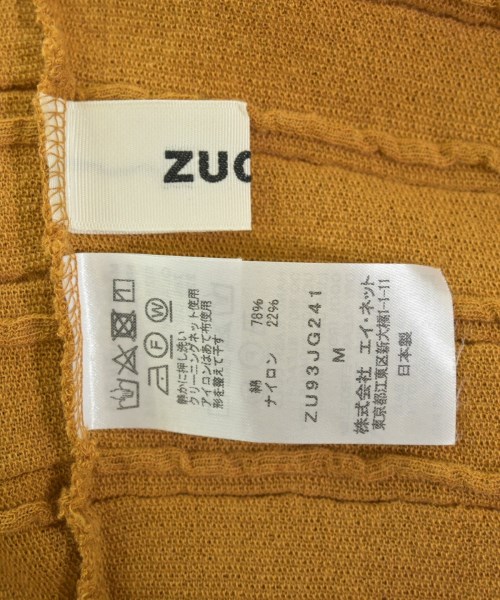 ZUC
静かに押し洗い
クリーニングネット使用
アイロンはあて布使用
形を整えて干す
綿 78%
ナイロン 22%
ZU93JG241
M
株式会社 エイ・ネット
東京都江東区新大橋1-1-11
日本製